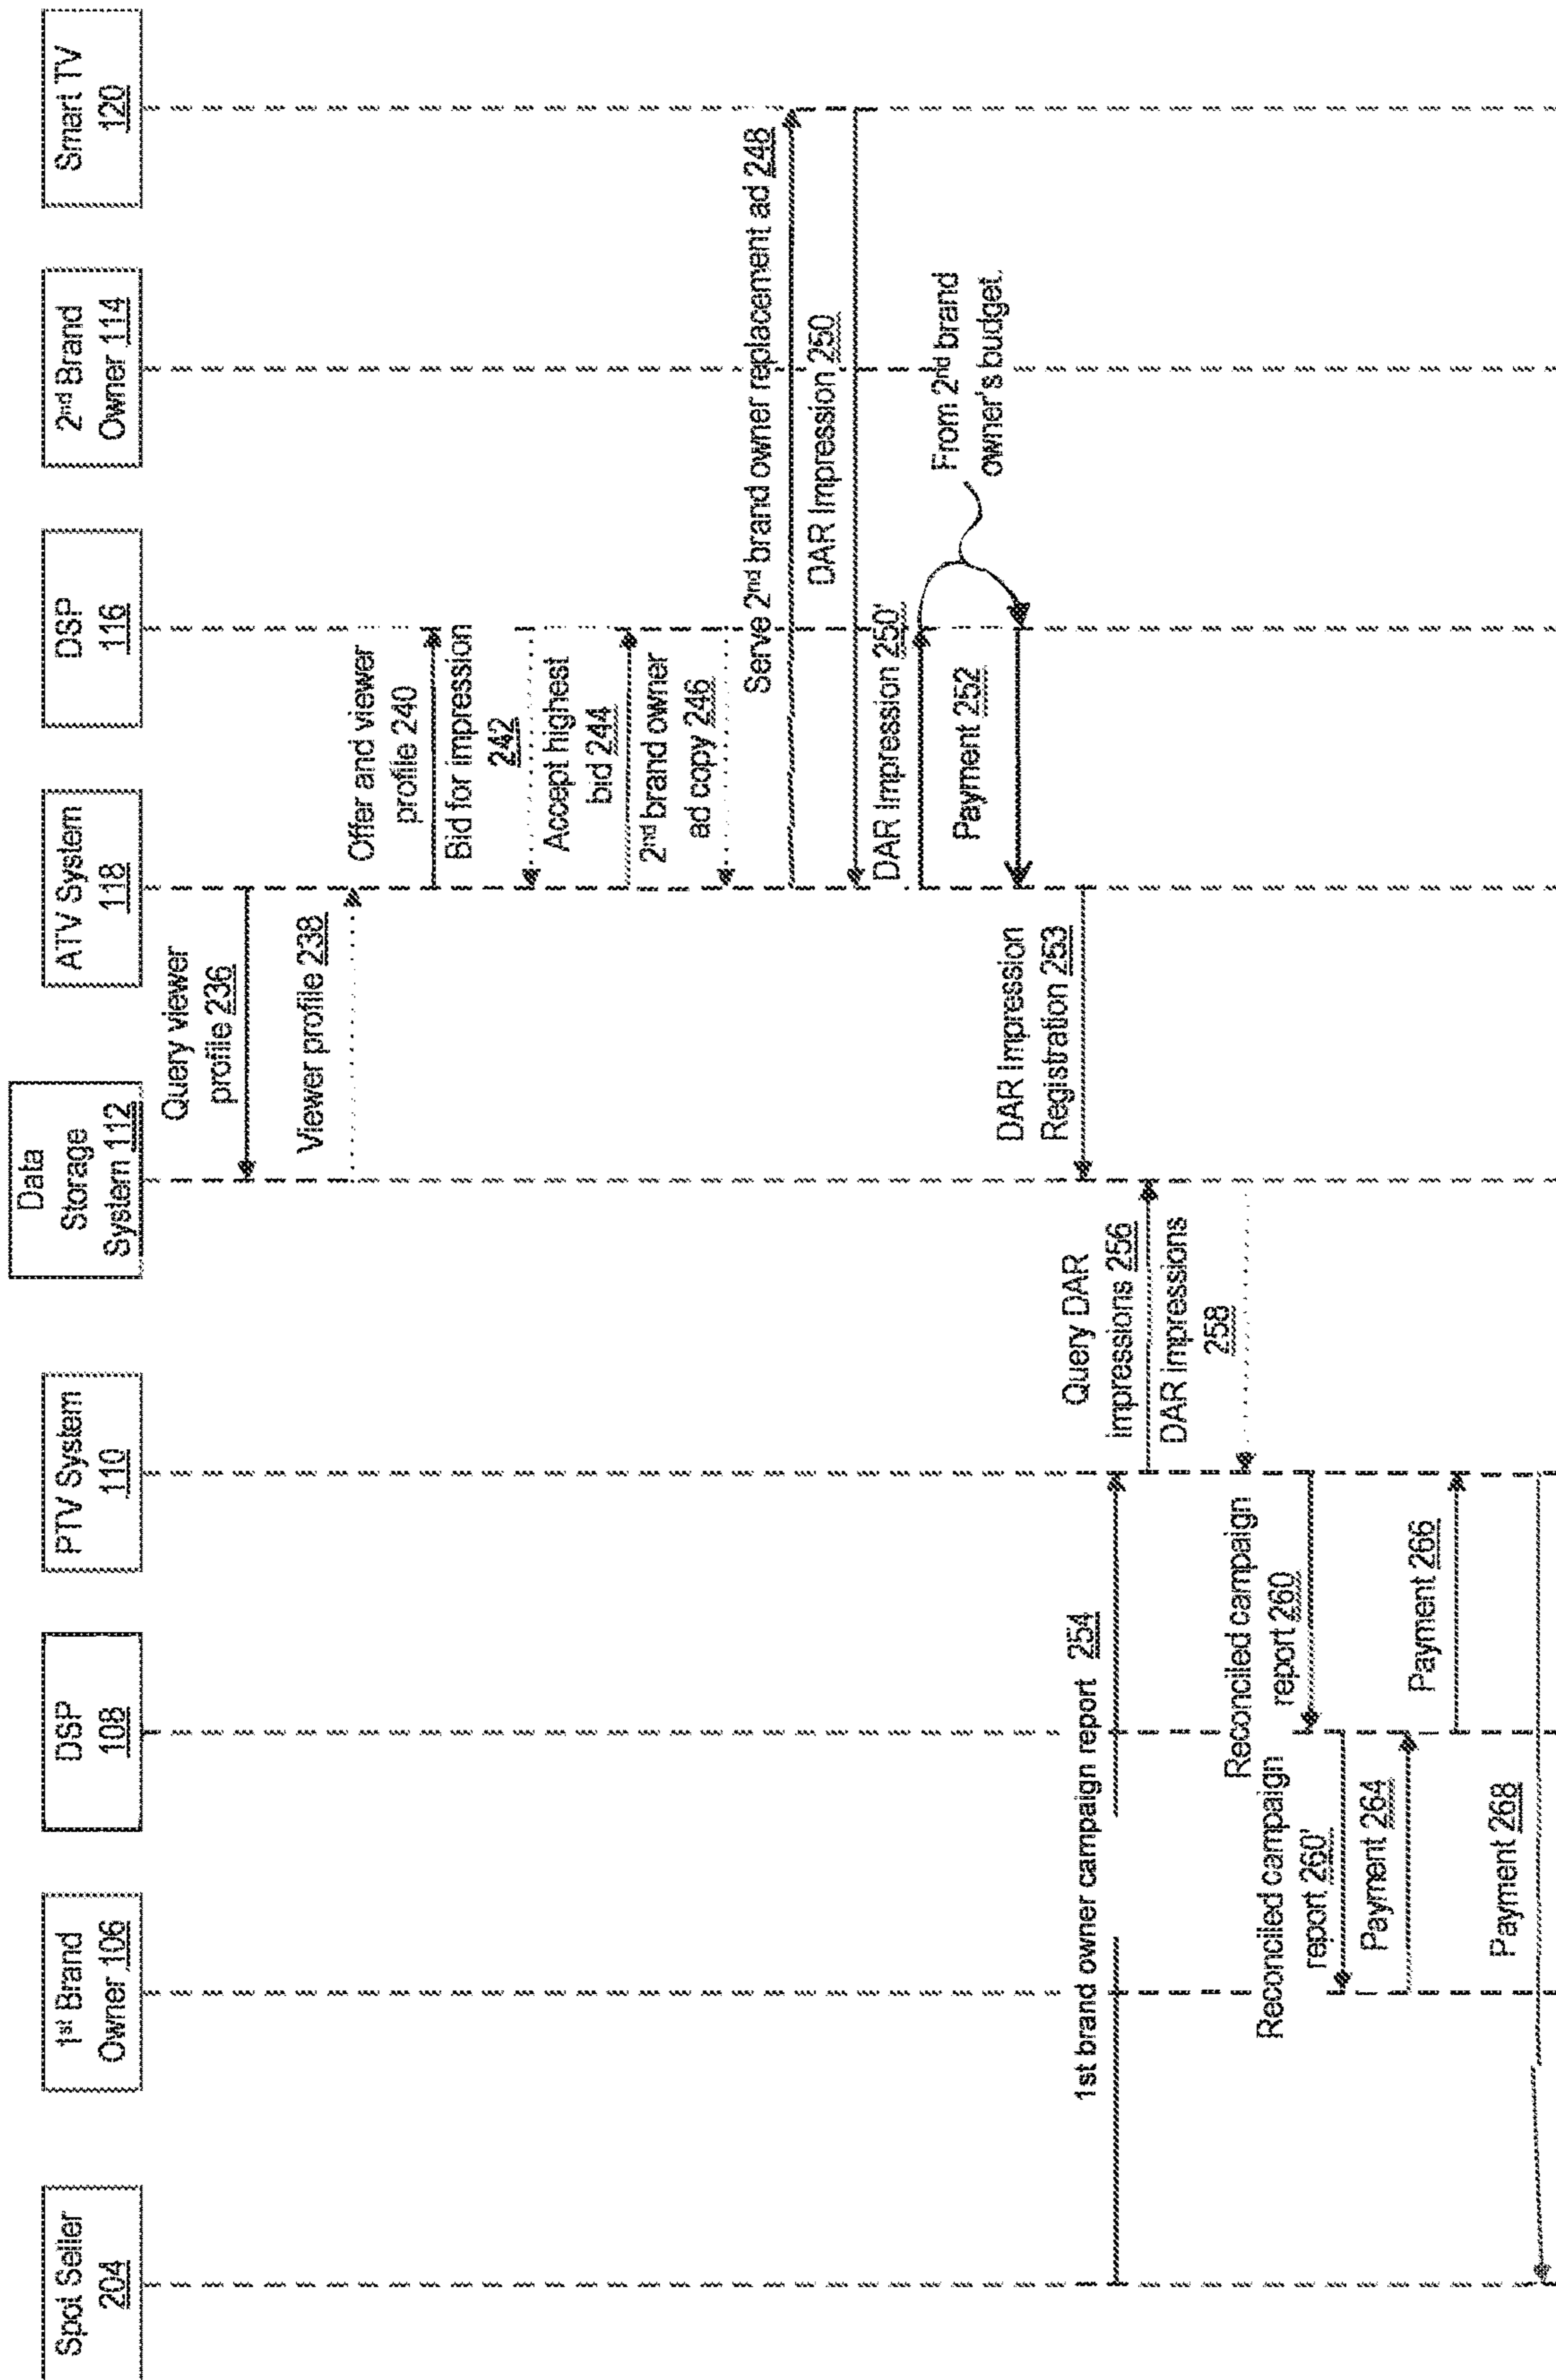 Spot Seller
204
1st Brand
Owner 106
DSP
108
PTV System
110
Data
Storage
System 112
ATV System
118
DSP
116
2nd Brand
Owner 114
Smart TV
120
Query viewer
profile 236
Viewer profile 238
Offer and viewer
profile 240
Bid for impression
242
Accept highest
bid 244
2nd brand owner
ad copy 246
Serve 2nd brand owner replacement ad 248
DAR Impression 250
DAR Impression 250'
From 2nd brand
owner's budget.
Payment 252
DAR Impression
Registration 253
1st brand owner campaign report 254
Query DAR
impressions 256
DAR impressions
258
Reconciled campaign
report 260
Reconciled campaign
report 260'
Payment 264
Payment 266
Payment 268